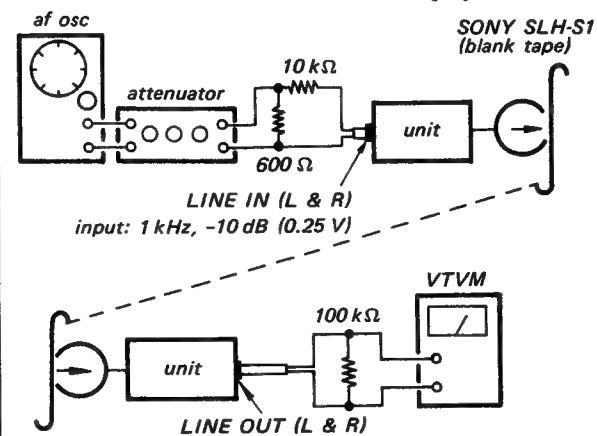 af osc
SONY SLH-S1
(blank tape)
10 kΩ
attenuator
unit
600 Ω
LINE IN (L & R)
input: 1 kHz, -10 dB (0.25 V)
VTVM
100 kΩ
unit
LINE OUT (L & R)